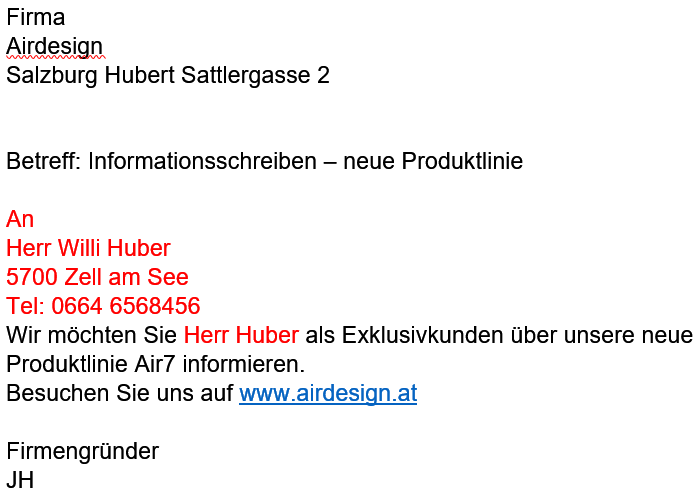 Firma
Airdesign
Salzburg Hubert Sattlergasse 2
Betreff: Informationsschreiben – neue Produktlinie
An
Herr Willi Huber
5700 Zell am See
Tel: 0664 6568456
Wir möchten Sie Herr Huber als Exklusivkunden über unsere neue
Produktlinie Air7 informieren.
Besuchen Sie uns auf www.airdesign.at
Firmengründer
JH